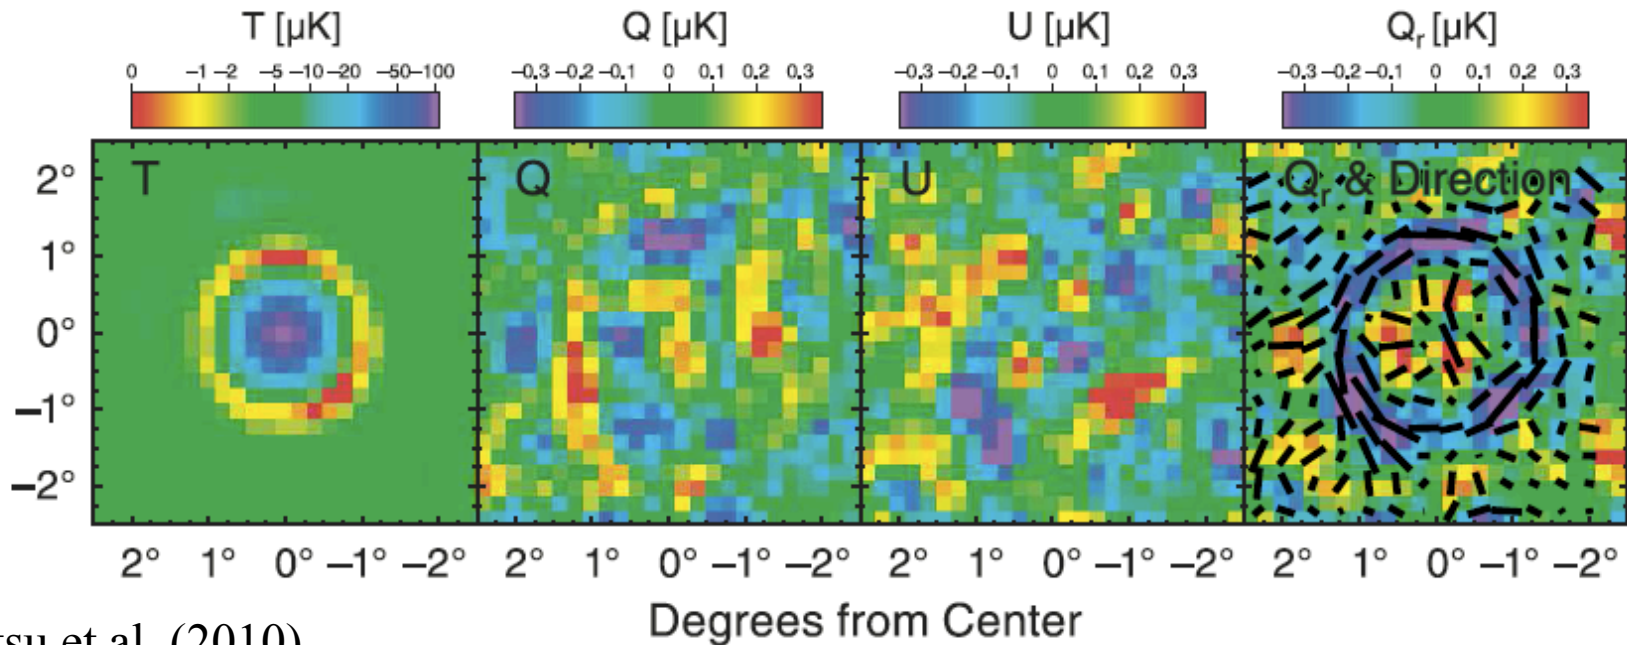 T [μK] Q [μK] U [μK] Qr [μK]
0 –1 –2 –5 –10 –20 –50–100 –0.3 –0.2 –0.1 0 0.1 0.2 0.3 –0.3 –0.2 –0.1 0 0.1 0.2 0.3 –0.3 –0.2 –0.1 0 0.1 0.2 0.3
2° T Q U Qr & Direction
1°
0°
–1°
–2°
2° 1° 0° –1° –2° 2° 1° 0° –1° –2° 2° 1° 0° –1° –2° 2° 1° 0° –1° –2°
Degrees from Center
et al. (2010)